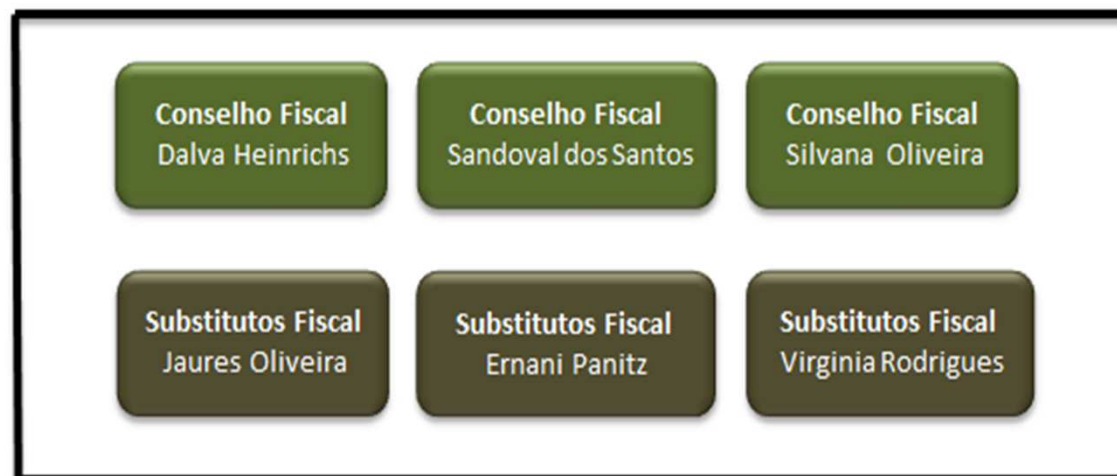 Conselho Fiscal
Dalva Heinrichs
Conselho Fiscal
Sandoval dos Santos
Conselho Fiscal
Silvana Oliveira
Substitutos Fiscal
Jaures Oliveira
Substitutos Fiscal
Ernani Panitz
Substitutos Fiscal
Virginia Rodrigues